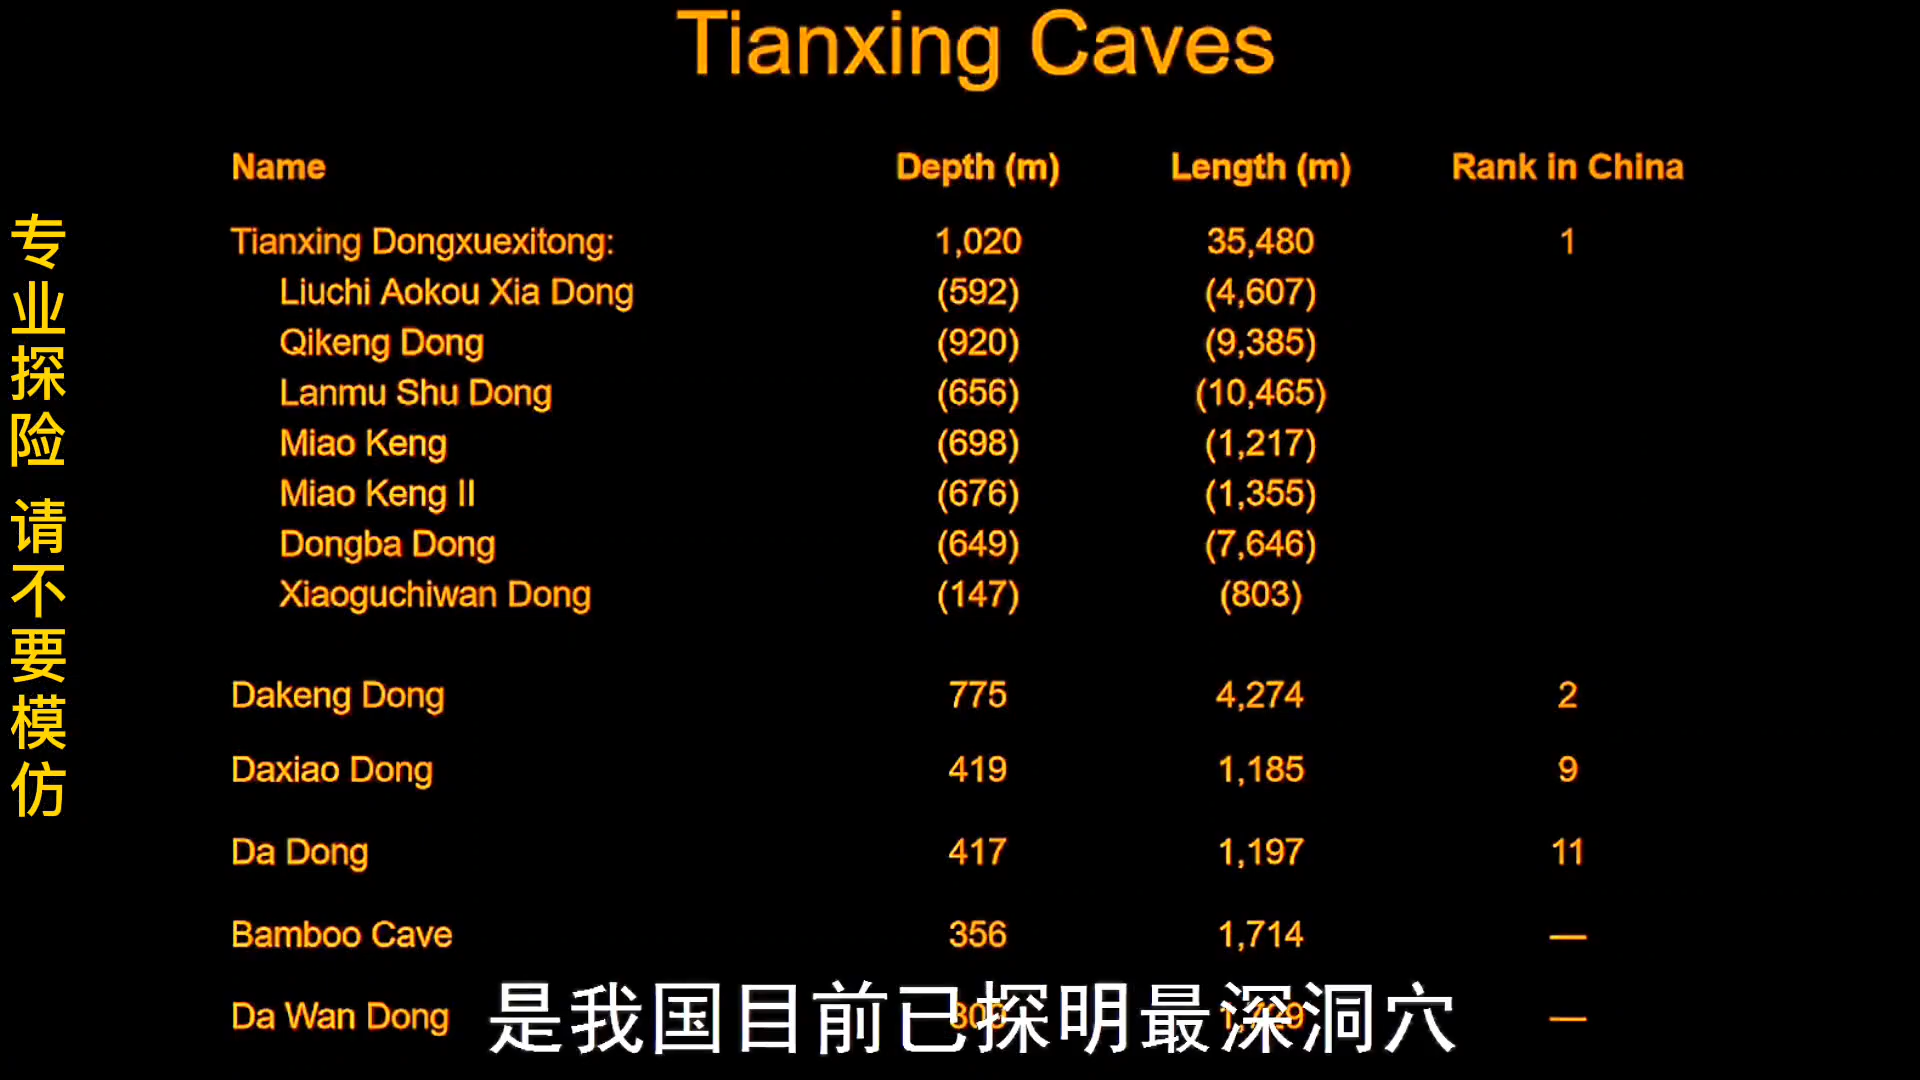 Tianxing Caves
Name Depth (m) Length (m) Rank in China
Tianxing Dongxuexitong: 1,020 35,480 1
Liuchi Aokou Xia Dong (592) (4,607)
Qikeng Dong (920) (9,385)
Lanmu Shu Dong (656) (10,465)
Miao Keng (698) (1,217)
Miao Keng II (676) (1,355)
Dongba Dong (649) (7,646)
Xiaoguchiwan Dong (147) (803)
Dakeng Dong 775 4,274 2
Daxiao Dong 419 1,185 9
Da Dong 417 1,197 11
Bamboo Cave 356 1,714 —
Da Wan Dong —
是我国目前已探明最深洞穴
专业探险 请不要模仿